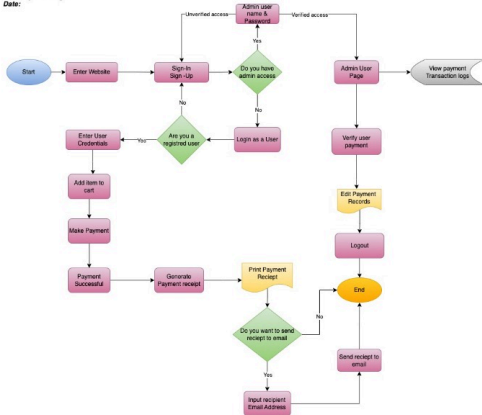 Date:
Admin user
name &
Password
Unverified access
Verified access
Yes
Start
Enter Website
Sign-In
Sign -Up
Do you have
admin access
Admin User
Page
View payment
Transaction logs
No
No
Enter User
Credentials
Yes
Are you a
registred user
Login as a User
Verify user
payment
Add item to
cart
Edit Payment
Records
Make Payment
Logout
Payment
Successful
Generate
Payment receipt
Print Payment
Reciept
End
No
Do you want to send
reciept to email
Send reciept to
email
Yes
Input recipient
Email Address